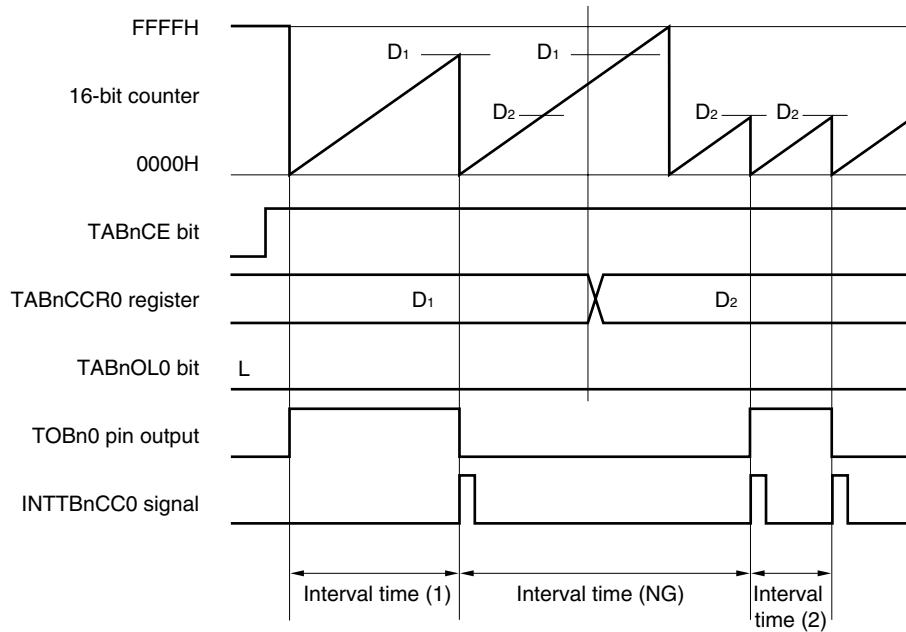 FFFFH
D1
D1
16-bit counter
D2
D2
D2
0000H
TABnCE bit
TABnCCR0 register
D1
D2
TABnOL0 bit
L
TOBn0 pin output
INTTBnCC0 signal
Interval time (1)
Interval time (NG)
Interval
time (2)